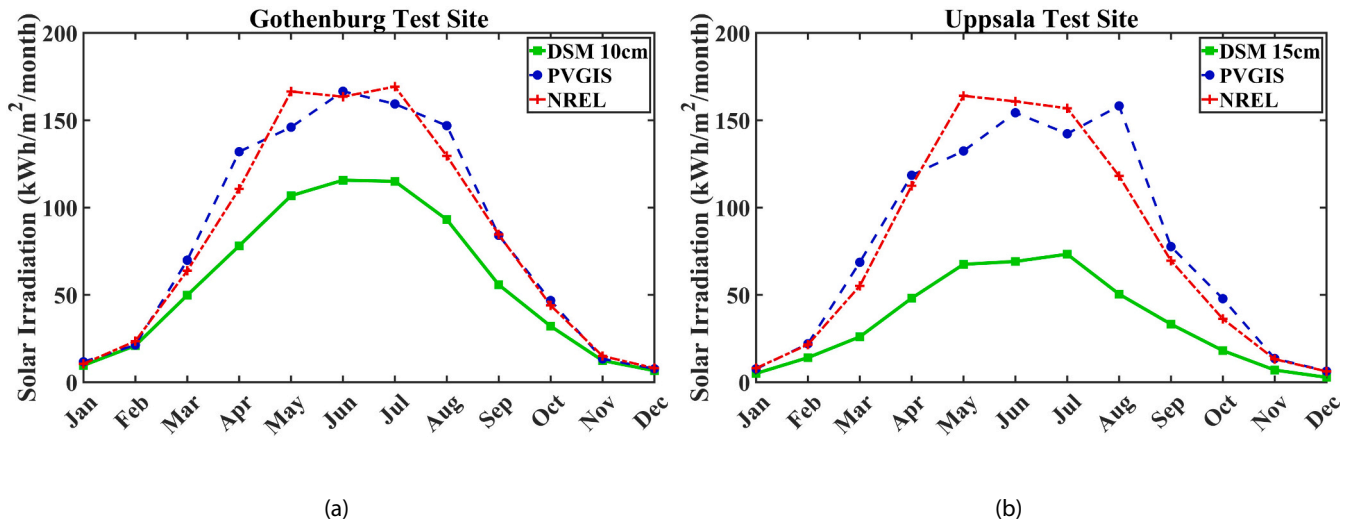 Gothenburg Test Site
Solar Irradiation (kWh/m²/month)
200
150
100
50
0
DSM 10cm
PVGIS
NREL
Jan Feb Mar Apr May Jun Jul Aug Sep Oct Nov Dec
(a)
Uppsala Test Site
Solar Irradiation (kWh/m²/month)
200
150
100
50
0
DSM 15cm
PVGIS
NREL
Jan Feb Mar Apr May Jun Jul Aug Sep Oct Nov Dec
(b)